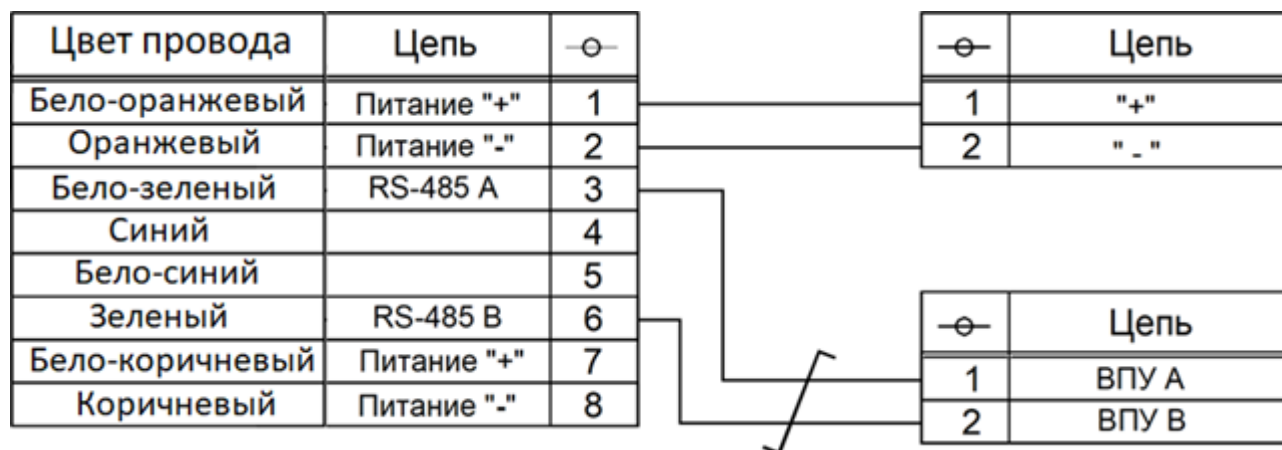 Цвет провода Цепь
Бело-оранжевый Питание "+" 1
Оранжевый Питание "-" 2
Бело-зеленый RS-485 A 3
Синий 4
Бело-синий 5
Зеленый RS-485 B 6
Бело-коричневый Питание "+" 7
Коричневый Питание "-" 8
Цепь
1 "+"
2 "-"
Цепь
1 ВПУ А
2 ВПУ В